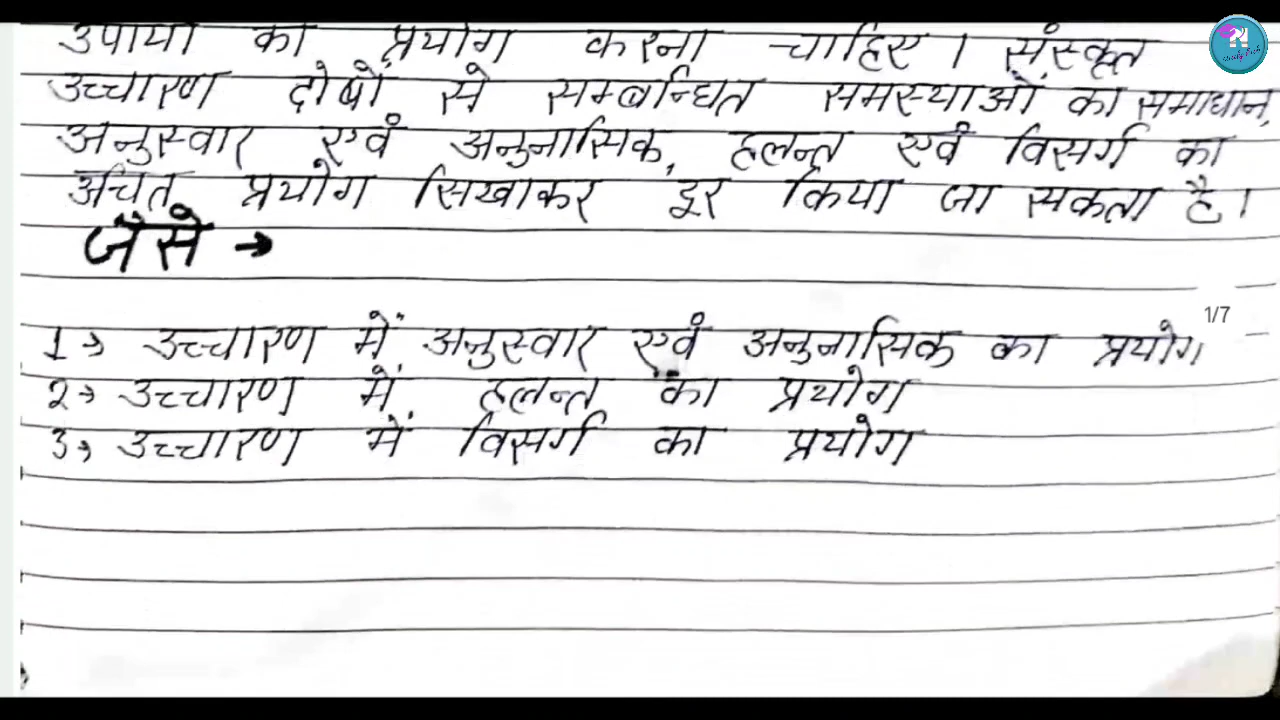 उपायों का प्रयोग करना चाहिए। संस्कृत
उच्चारण दोषों से सम्बन्धित समस्याओं का समाधान,
अनुस्वार एवं अनुनासिक, हलन्त एवं विसर्ग का
उचित प्रयोग सिखाकर दूर किया जा सकता है।
जैसे →
1→ उच्चारण में अनुस्वार एवं अनुनासिक का प्रयोग
2→ उच्चारण में हलन्त का प्रयोग
3→ उच्चारण में विसर्ग का प्रयोग
1/7